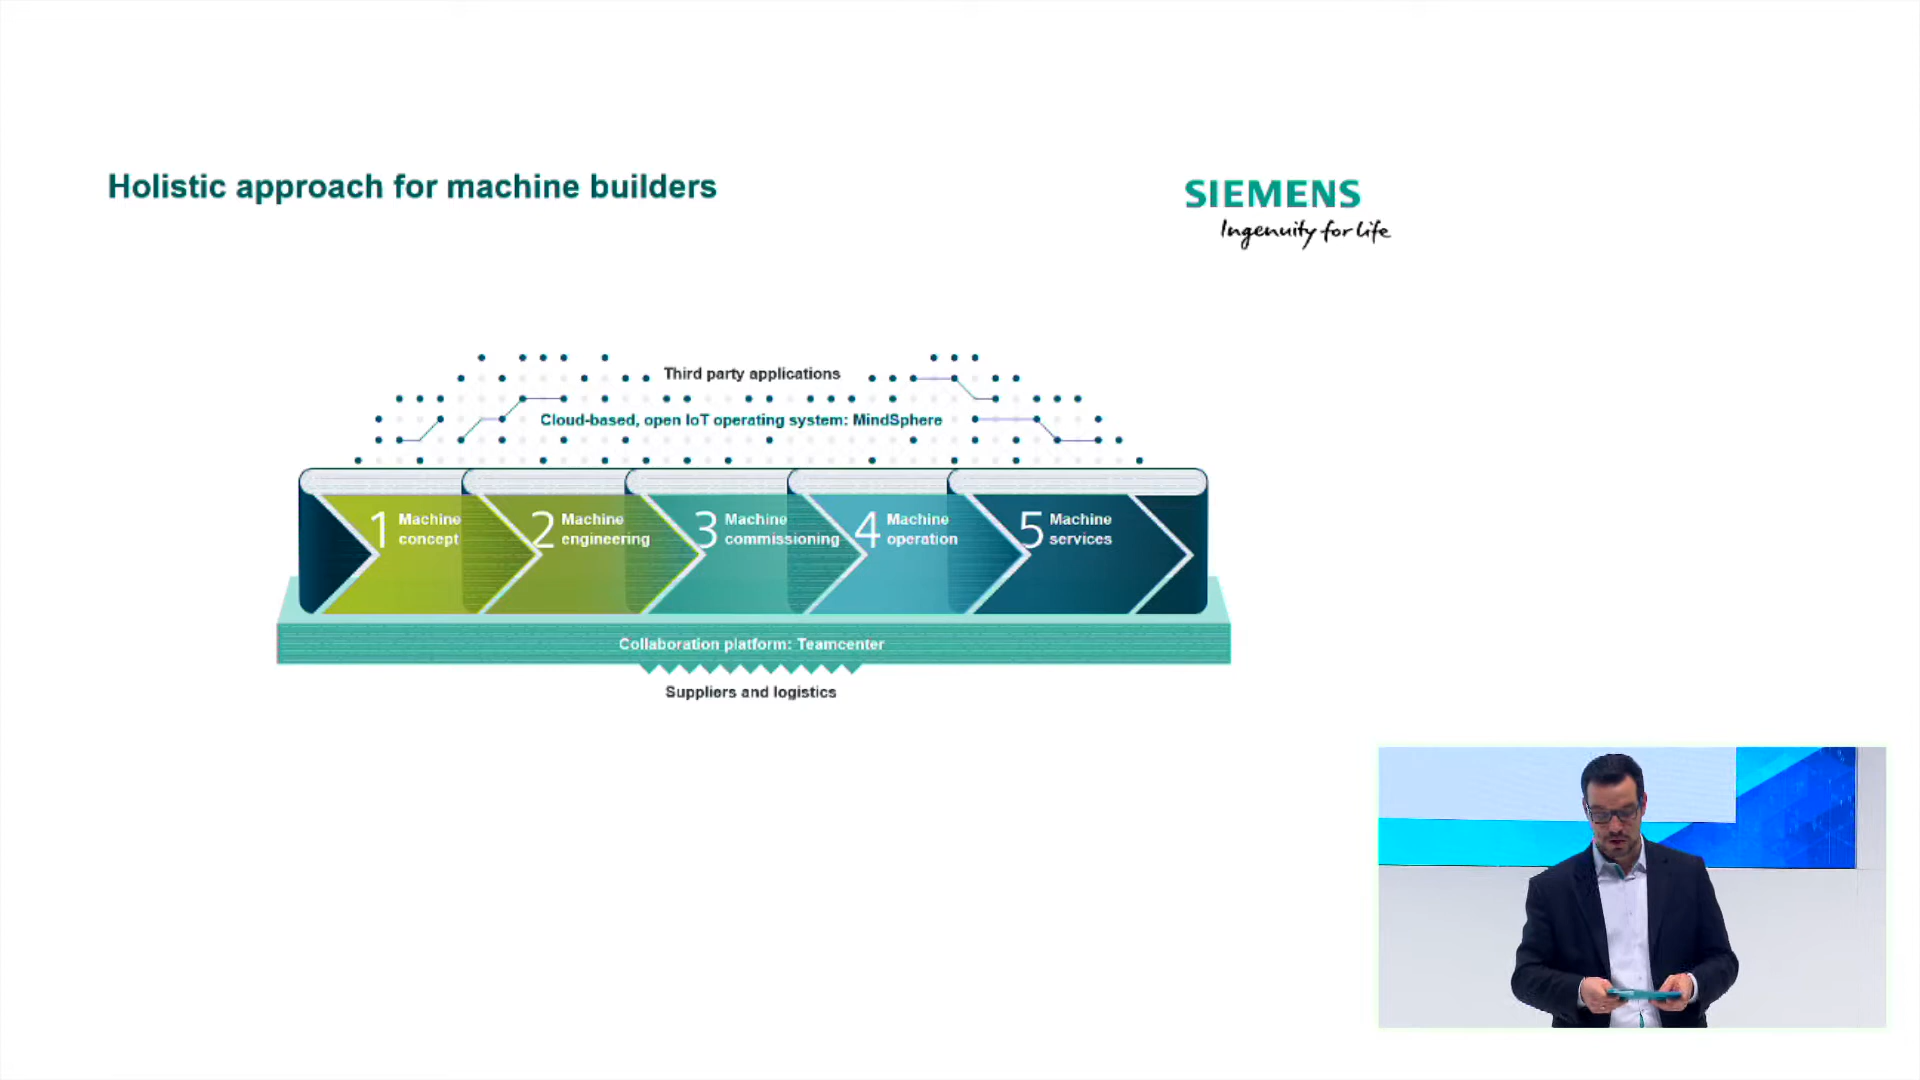 Holistic approach for machine builders
SIEMENS
Ingenuity for life
Third party applications
Cloud-based, open IoT operating system: MindSphere
1 Machine
concept
2 Machine
engineering
3 Machine
commissioning
4 Machine
operation
5 Machine
services
Collaboration platform: Teamcenter
Suppliers and logistics